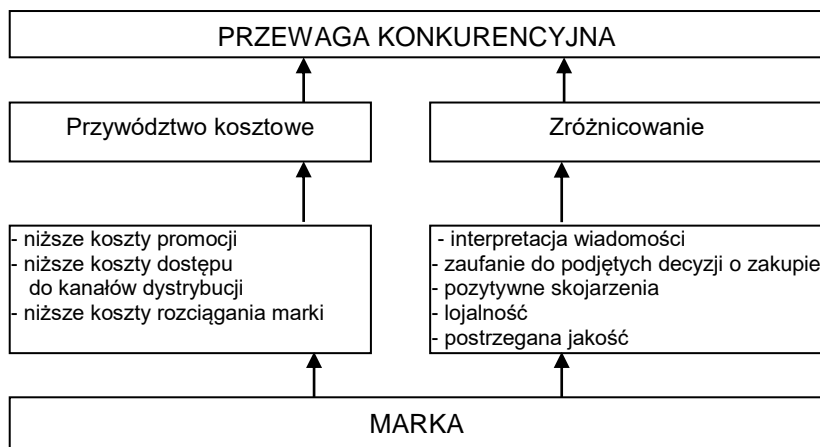 PRZEWAGA KONKURENCYJNA
Przywództwo kosztowe
Zróżnicowanie
- niższe koszty promocji
- niższe koszty dostępu
do kanałów dystrybucji
- niższe koszty rozciągania marki
- interpretacja wiadomości
- zaufanie do podjętych decyzji o zakupie
- pozytywne skojarzenia
- lojalność
- postrzegana jakość
MARKA